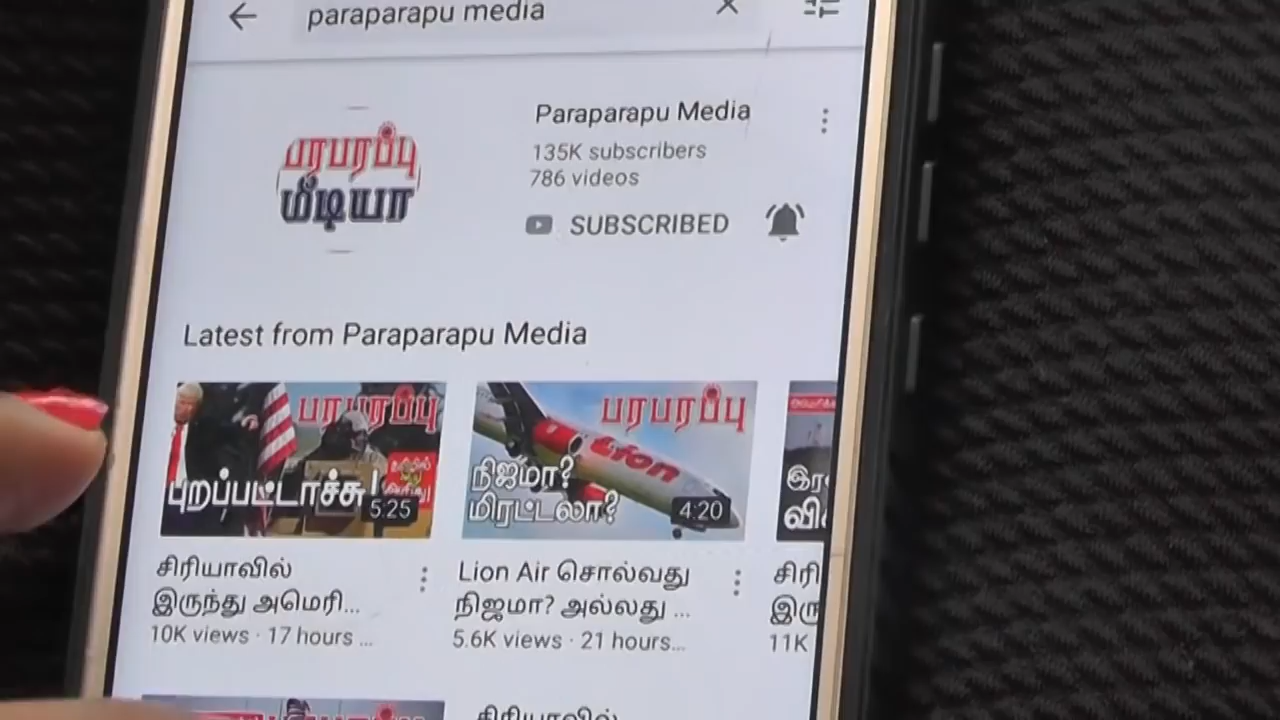 paraparapu media
பரபரப்பு
மீடியா
Paraparapu Media
135K subscribers
786 videos
SUBSCRIBED
Latest from Paraparapu Media
பரபரப்பு
புறப்பட்டாச்சு!
5:25
சிரியாவில்
இருந்து அமெரி...
10K views · 17 hours ...
பரபரப்பு
Lion
நிஜமா?
மிரட்டலா?
4:20
Lion Air சொல்வது
நிஜமா? அல்லது ...
5.6K views · 21 hours...
இர
வி
சிரி
இரு
11K
சிரியாவில்